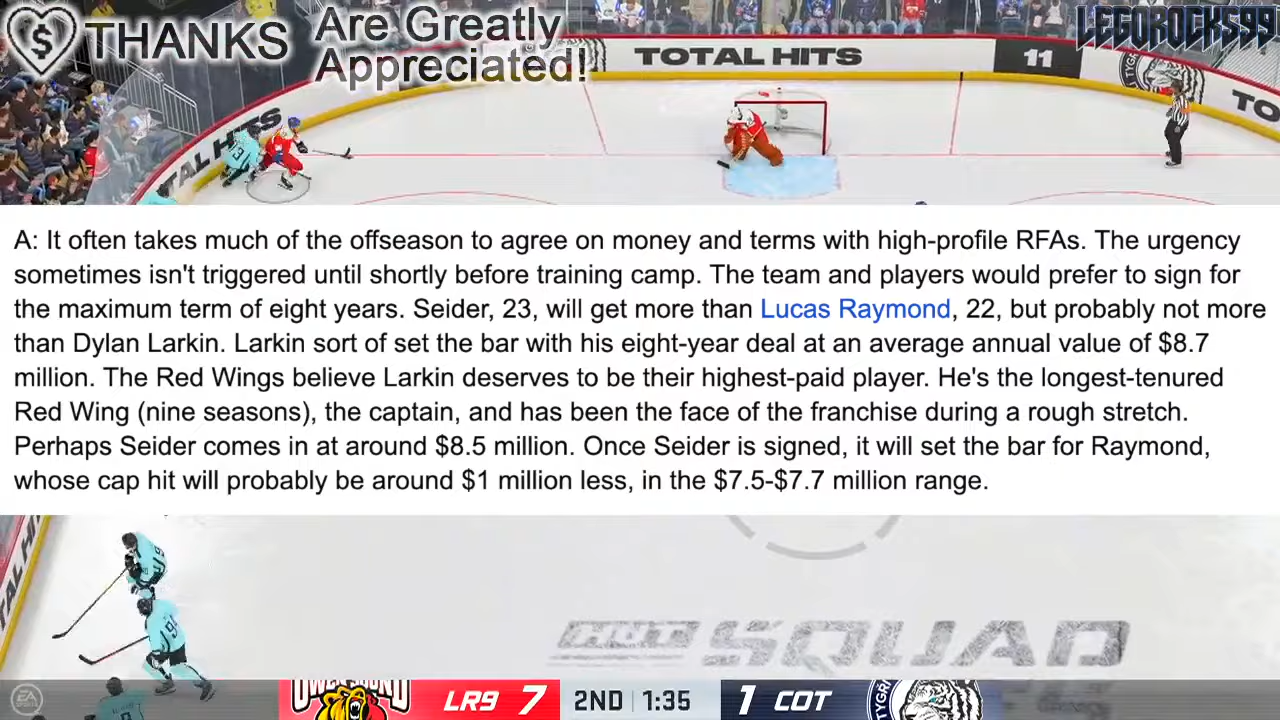 THANKS
Are Greatly
Appreciated!
LEGOROCKS99
TOTAL HITS
11
TOTAL HITS
A: It often takes much of the offseason to agree on money and terms with high-profile RFAs. The urgency
sometimes isn't triggered until shortly before training camp. The team and players would prefer to sign for
the maximum term of eight years. Seider, 23, will get more than Lucas Raymond, 22, but probably not more
than Dylan Larkin. Larkin sort of set the bar with his eight-year deal at an average annual value of $8.7
million. The Red Wings believe Larkin deserves to be their highest-paid player. He's the longest-tenured
Red Wing (nine seasons), the captain, and has been the face of the franchise during a rough stretch.
Perhaps Seider comes in at around $8.5 million. Once Seider is signed, it will set the bar for Raymond,
whose cap hit will probably be around $1 million less, in the $7.5-$7.7 million range.
HUT SQUAD
LR9 7 2ND 1:35 1 COT